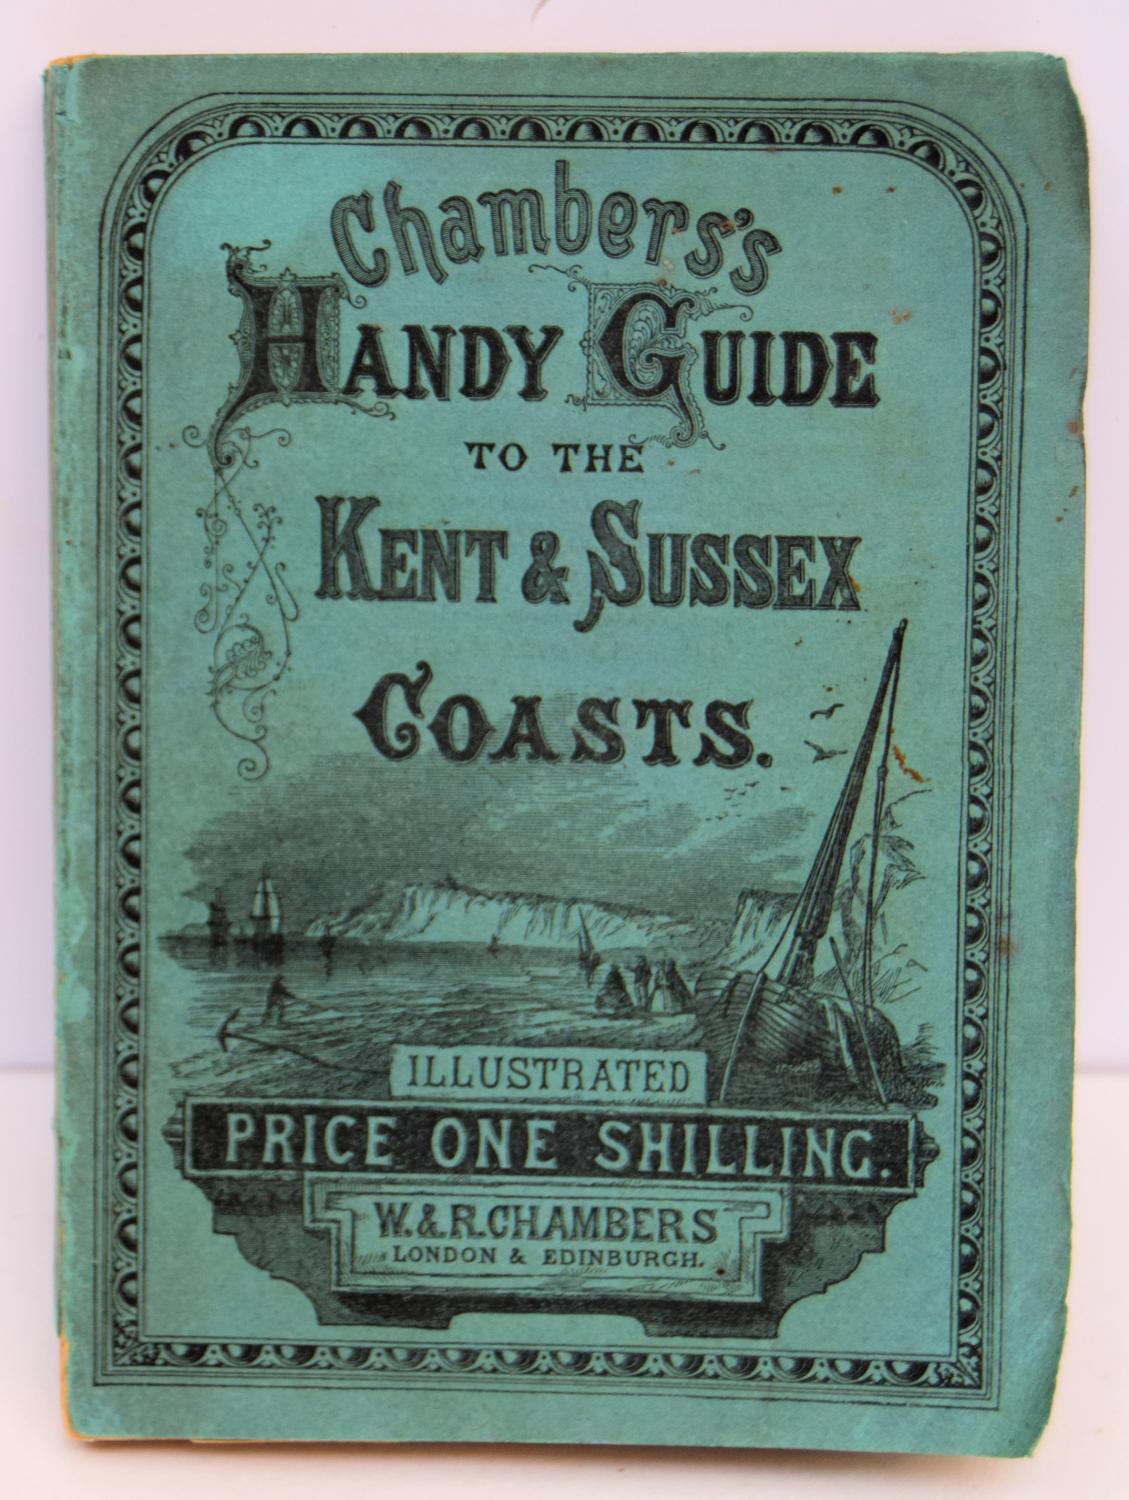 Chambers's
HANDY GUIDE
TO THE
KENT & SUSSEX
COASTS.
ILLUSTRATED
PRICE ONE SHILLING.
W. & R. CHAMBERS
LONDON & EDINBURGH.